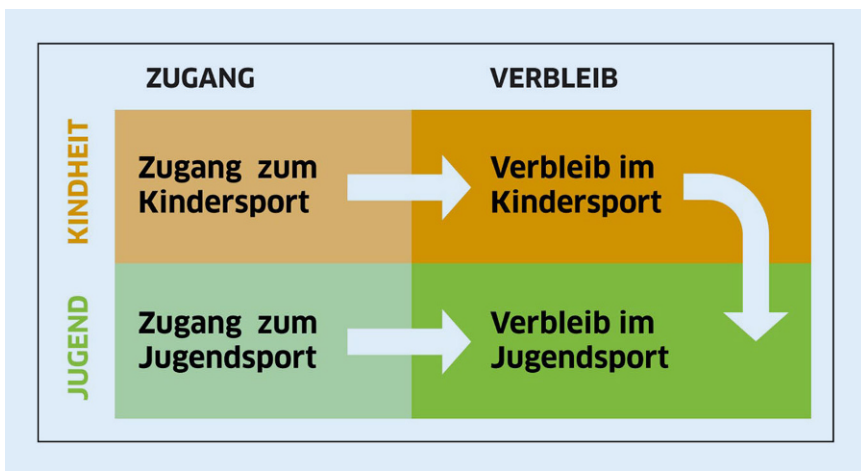 ZUGANG
VERBLEIB
KINDHEIT
Zugang zum
Kindersport
Verbleib im
Kindersport
JUGEND
Zugang zum
Jugendsport
Verbleib im
Jugendsport